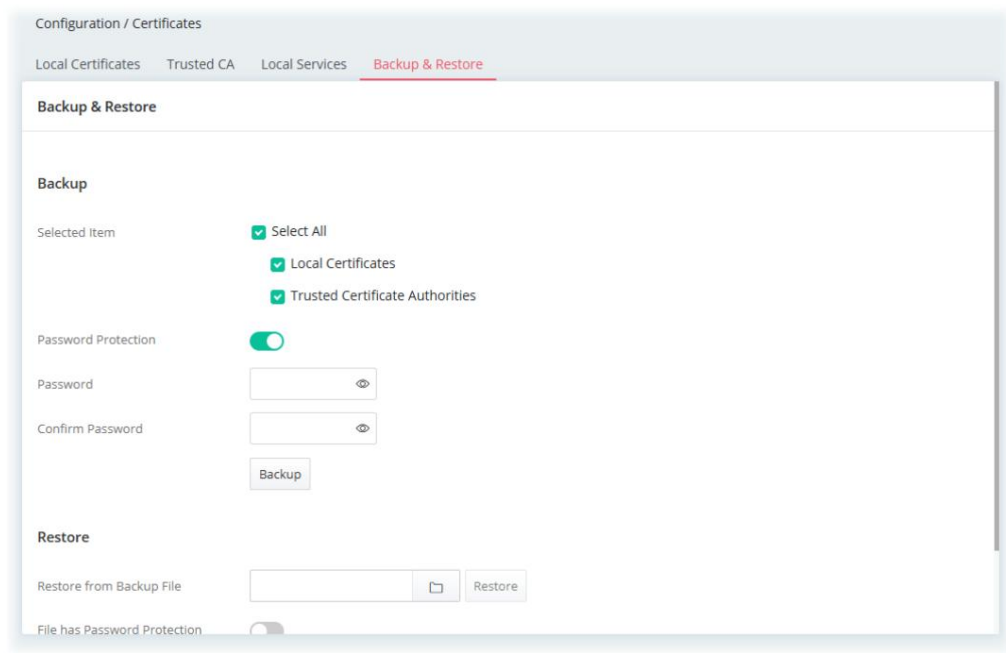 Configuration / Certificates
Local Certificates Trusted CA Local Services Backup & Restore
Backup & Restore
Backup
Selected Item
Select All
Local Certificates
Trusted Certificate Authorities
Password Protection
Password
Confirm Password
Backup
Restore
Restore from Backup File Restore
File has Password Protection